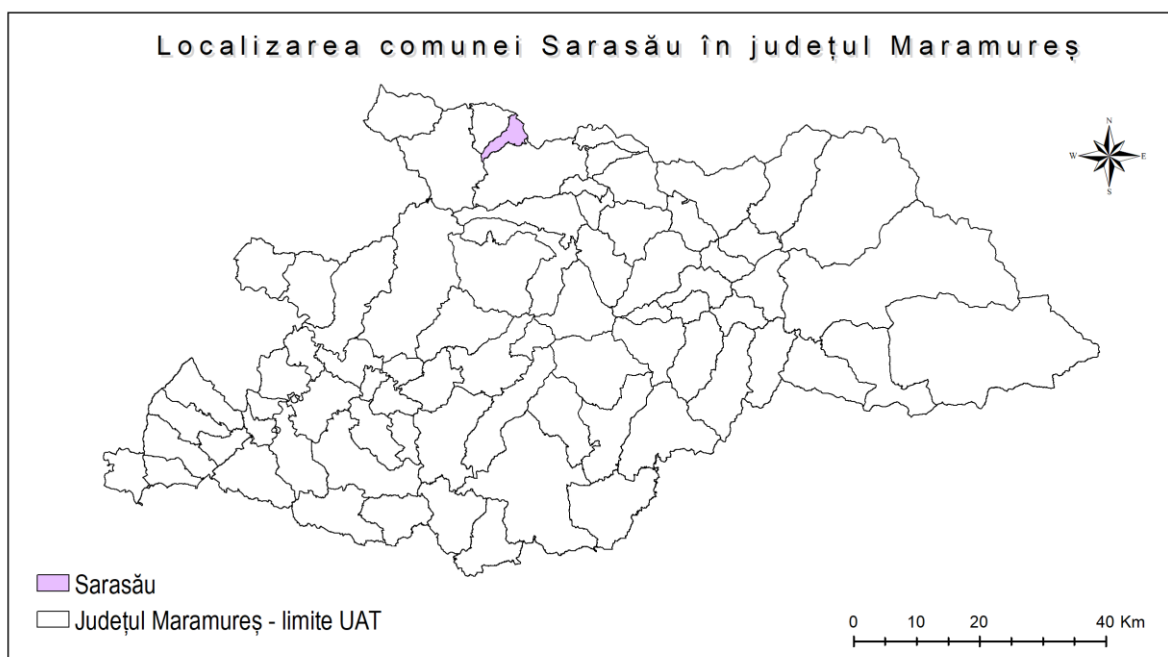 Localizarea comunei Sarasău în județul Maramureș
N
W E
S
Sarasău
Județul Maramureș - limite UAT
0 10 20 40 Km